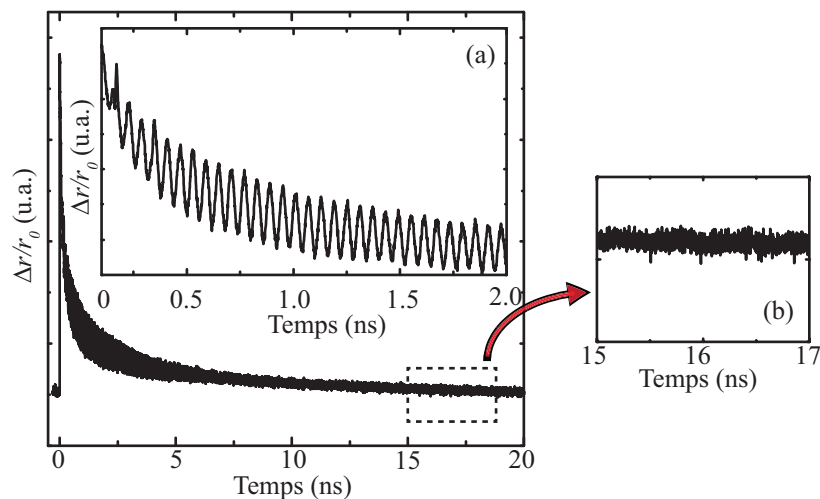 (a)
Δr/r₀ (u.a.)
0 0.5 1.0 1.5 2.0
Temps (ns)
Δr/r₀ (u.a.)
0 5 10 15 20
Temps (ns)
(b)
15 16 17
Temps (ns)